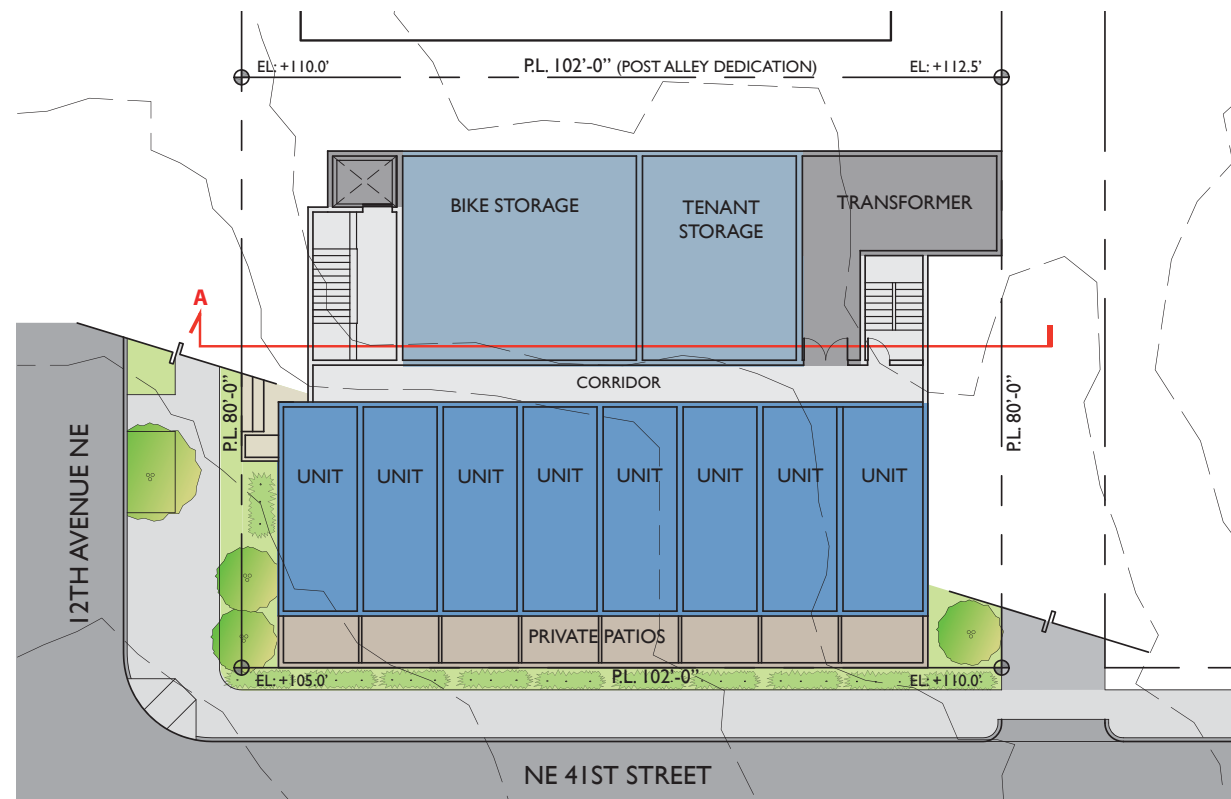 EL: +110.0'
P.L. 102'-0" (POST ALLEY DEDICATION)
EL: +112.5'
BIKE STORAGE
TENANT
STORAGE
TRANSFORMER
A
CORRIDOR
P.L. 80'-0"
P.L. 80'-0"
12TH AVENUE NE
UNIT
UNIT
UNIT
UNIT
UNIT
UNIT
UNIT
UNIT
PRIVATE PATIOS
EL: +105.0'
P.L. 102'-0"
EL: +110.0'
NE 41ST STREET